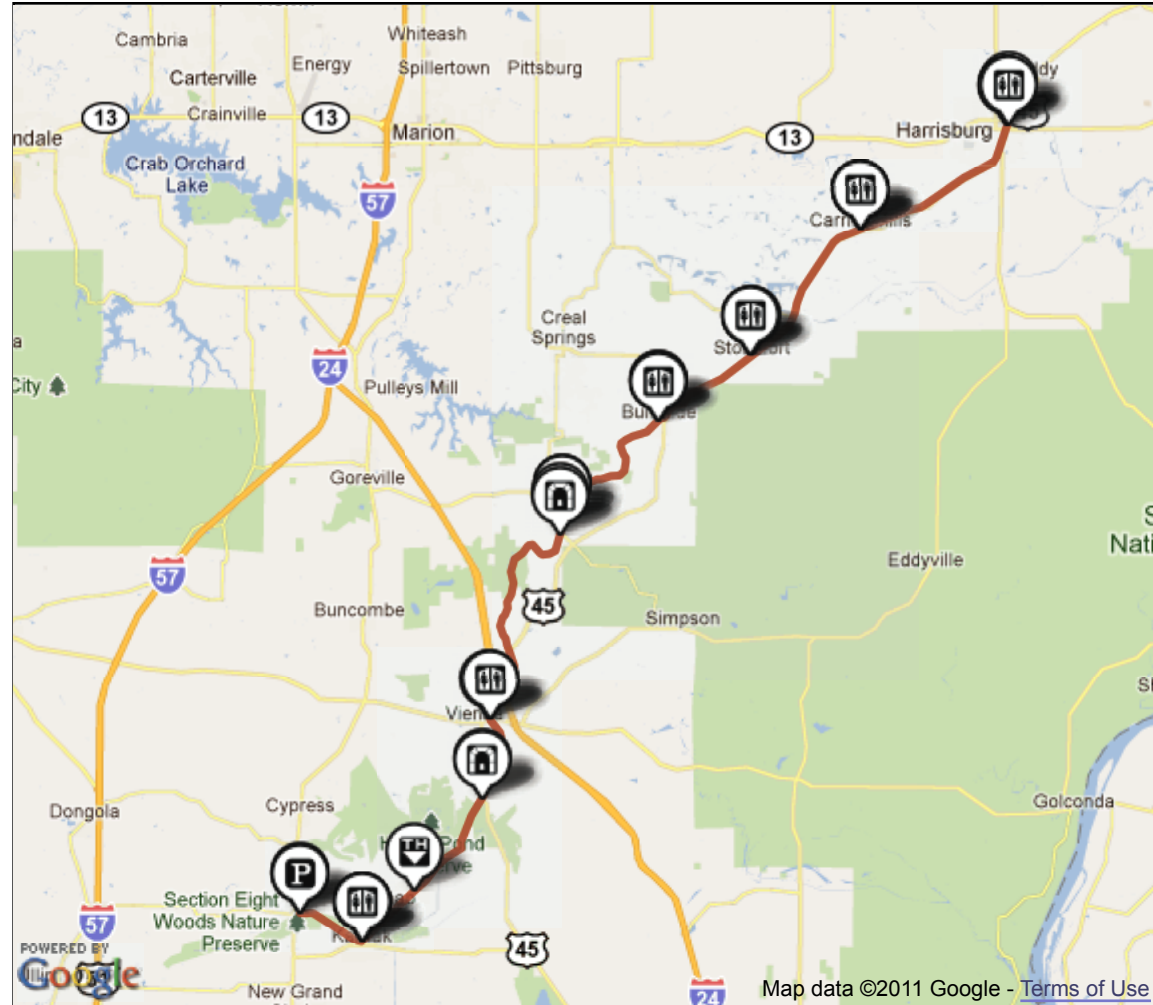 Cambria
Whiteash
Energy
Spillertown
Pittsburg
Carterville
Crainville
13
13
Marion
13
Harrisburg
ndale
Crab Orchard
Lake
57
Creal
Springs
24
City
Pulleys Mill
Goreville
57
Buncombe
45
Simpson
Eddyville
S
Nati
Cypress
Dongola
Golconda
TH
P
Section Eight
Woods Nature
Preserve
57
45
24
New Grand
POWERED BY
Google
Map data ©2011 Google - Terms of Use